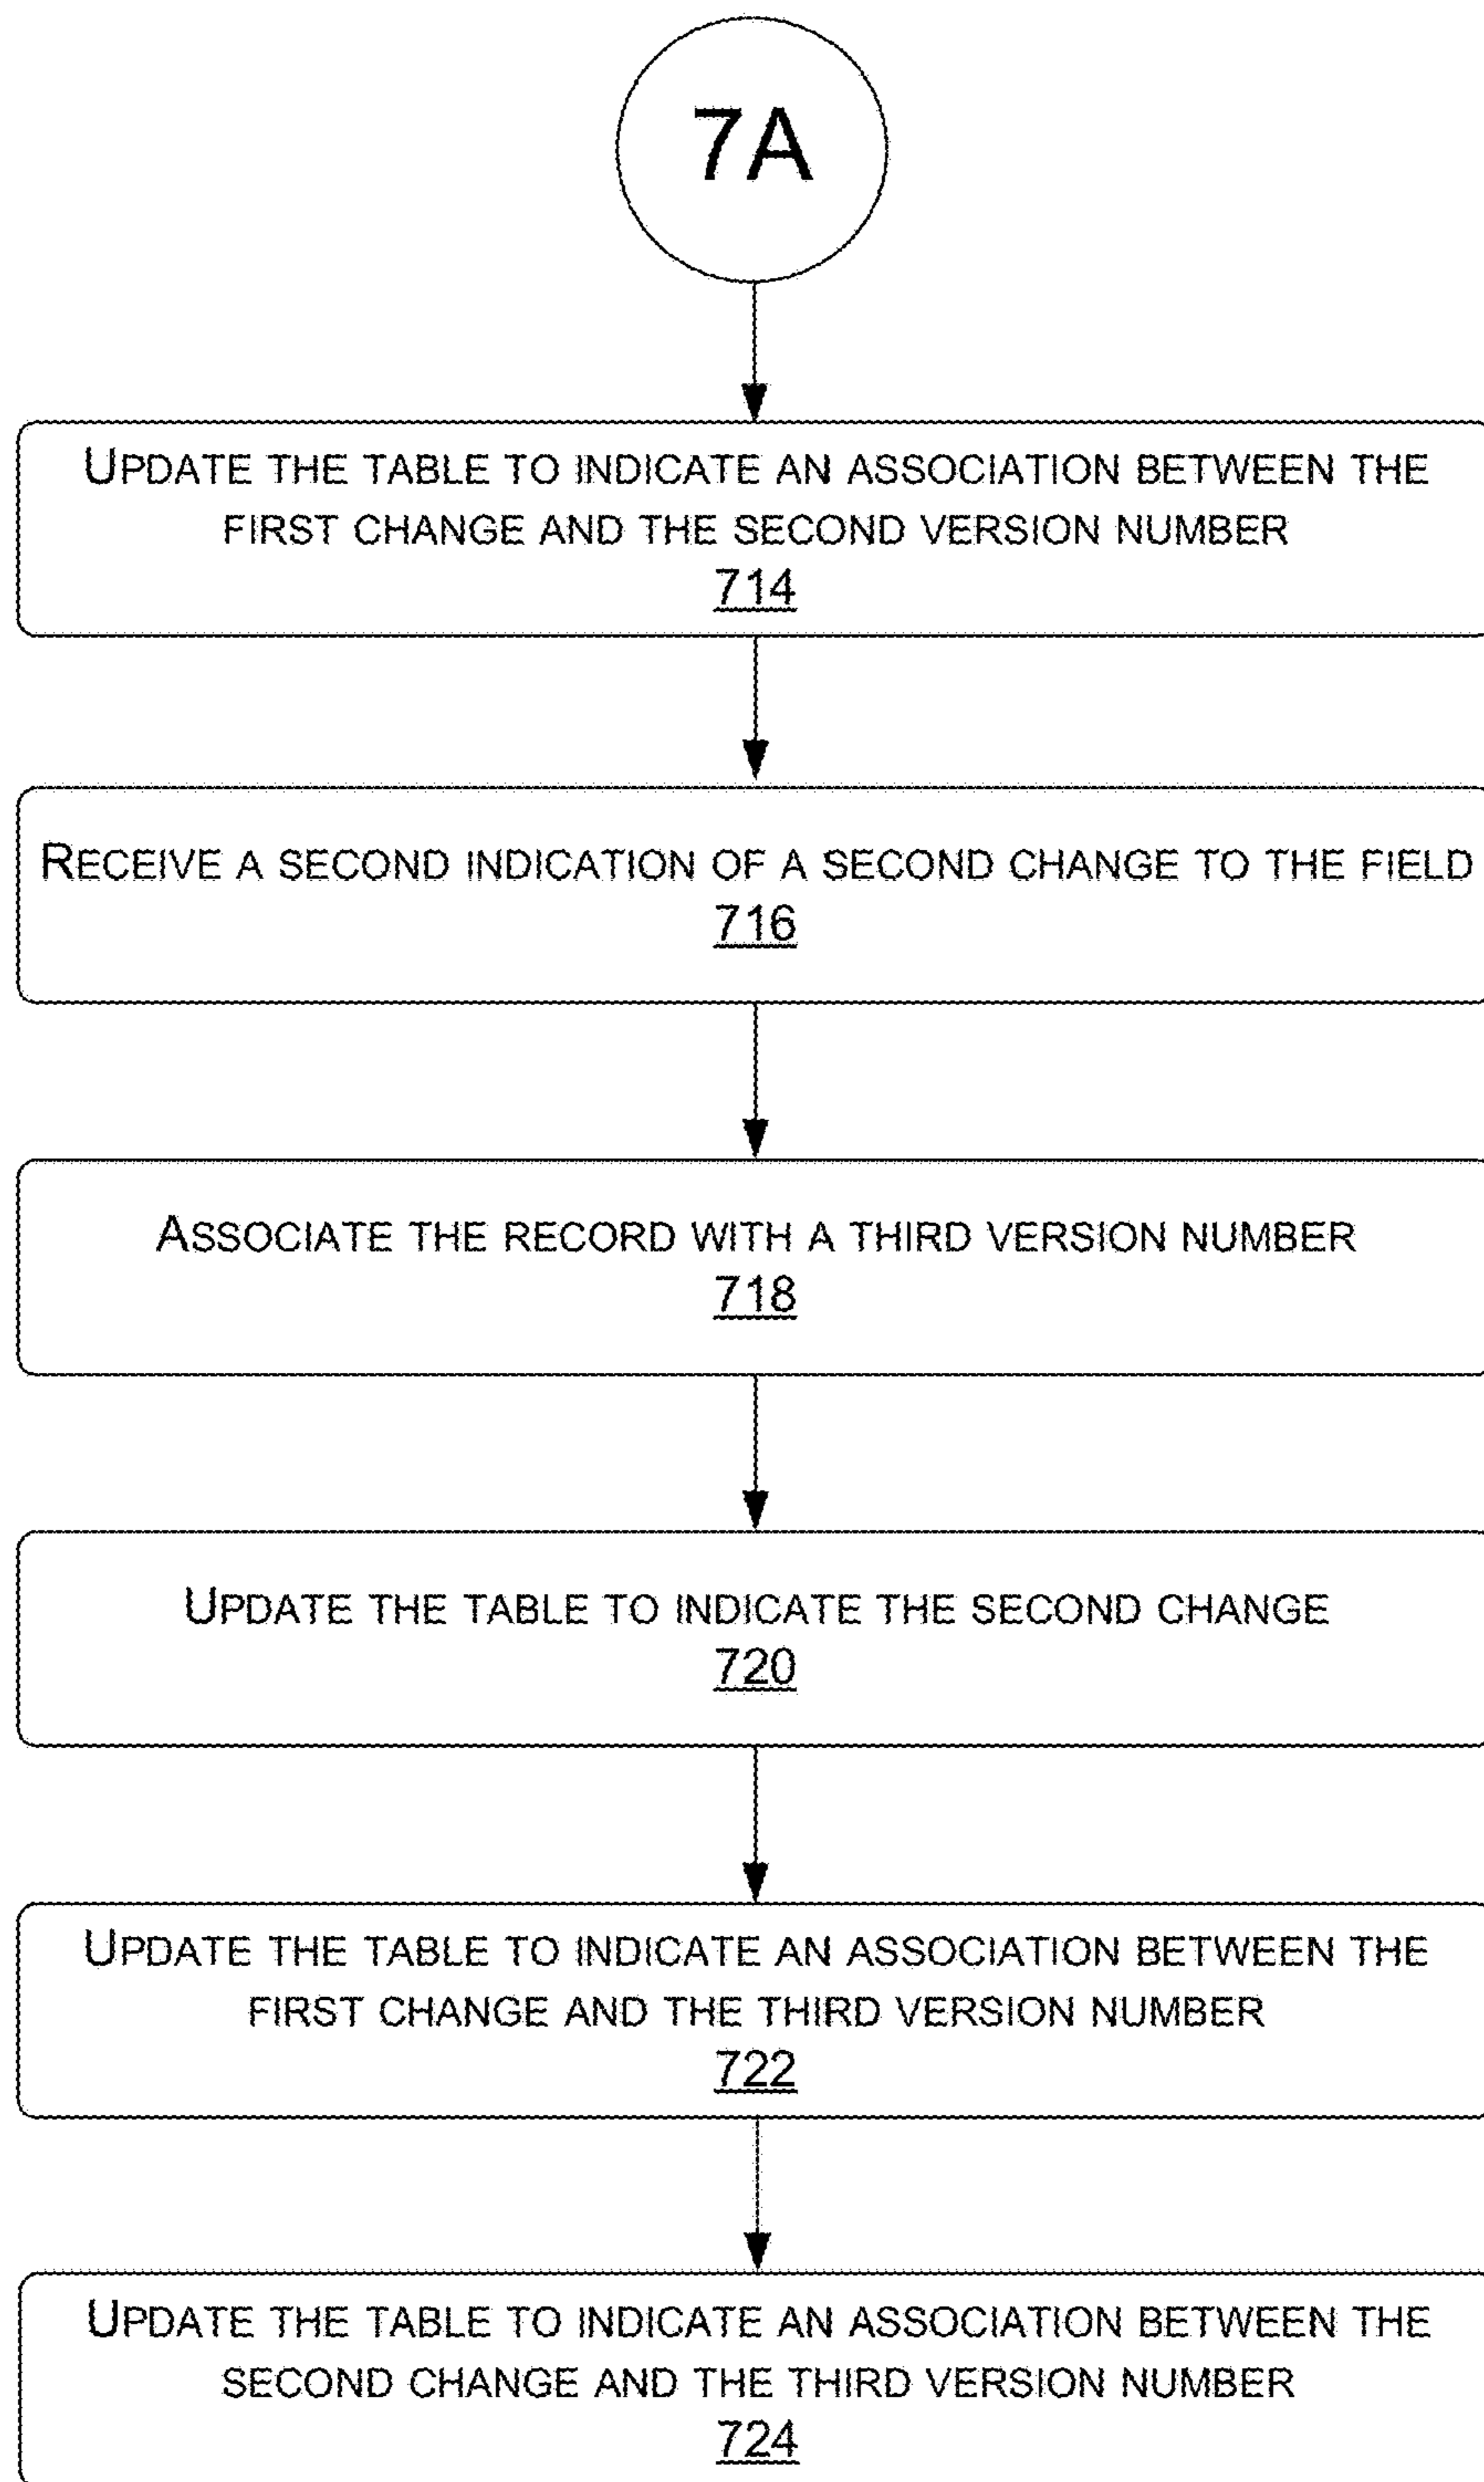 7A
UPDATE THE TABLE TO INDICATE AN ASSOCIATION BETWEEN THE
FIRST CHANGE AND THE SECOND VERSION NUMBER
714
RECEIVE A SECOND INDICATION OF A SECOND CHANGE TO THE FIELD
716
ASSOCIATE THE RECORD WITH A THIRD VERSION NUMBER
718
UPDATE THE TABLE TO INDICATE THE SECOND CHANGE
720
UPDATE THE TABLE TO INDICATE AN ASSOCIATION BETWEEN THE
FIRST CHANGE AND THE THIRD VERSION NUMBER
722
UPDATE THE TABLE TO INDICATE AN ASSOCIATION BETWEEN THE
SECOND CHANGE AND THE THIRD VERSION NUMBER
724